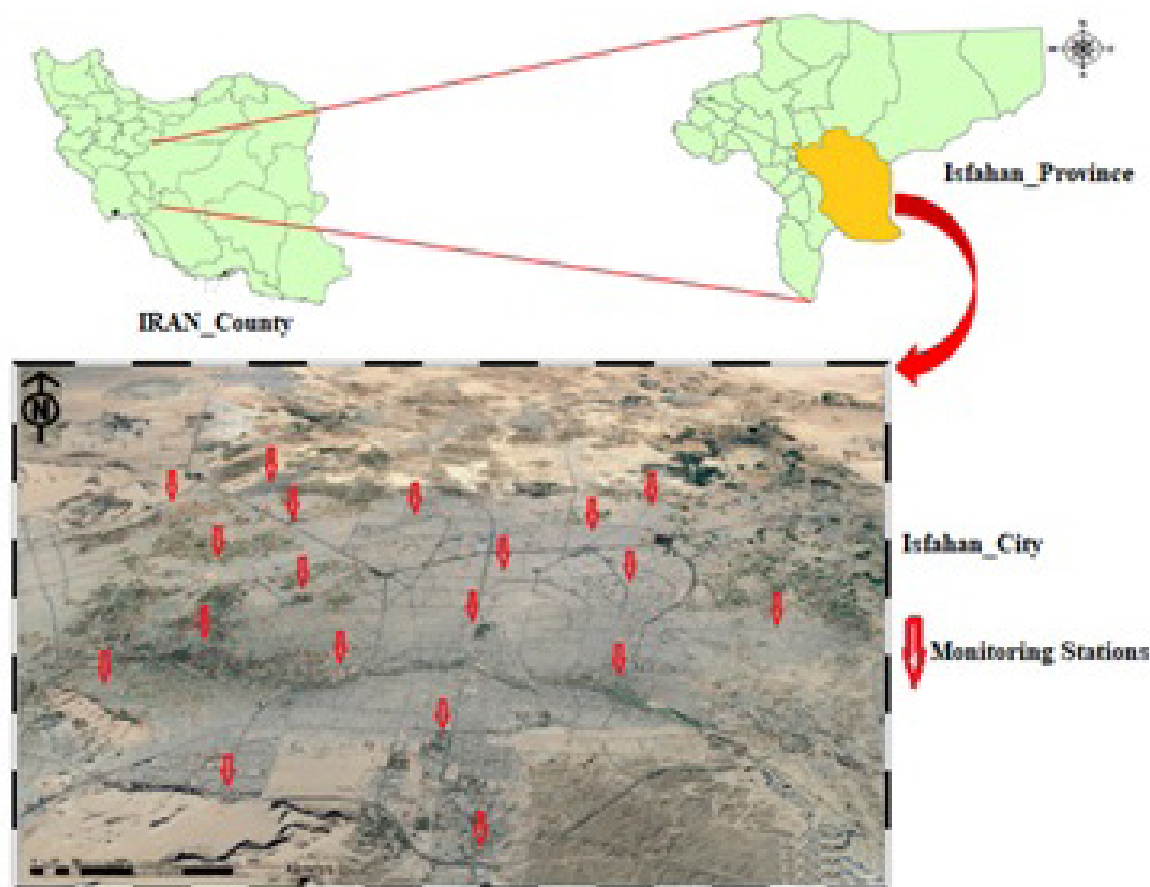 Isfahan_Province
IRAN_County
N
Isfahan_City
Monitoring Stations